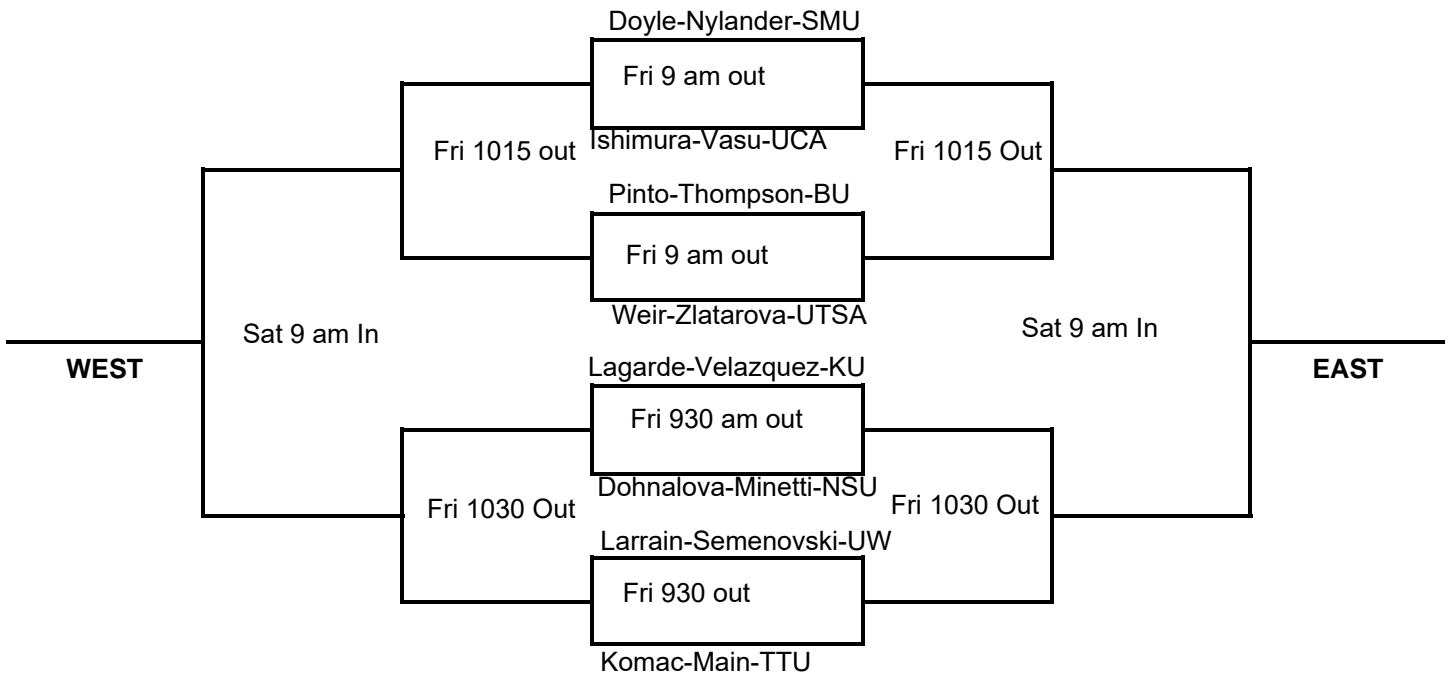 Doyle-Nylander-SMU
Fri 9 am out
Ishimura-Vasu-UCA
Fri 1015 out
Fri 1015 Out
Pinto-Thompson-BU
Fri 9 am out
Weir-Zlatarova-UTSA
Sat 9 am In
Sat 9 am In
WEST
EAST
Lagarde-Velazquez-KU
Fri 930 am out
Dohnalova-Minetti-NSU
Fri 1030 Out
Fri 1030 Out
Larrain-Semenovski-UW
Fri 930 out
Komac-Main-TTU